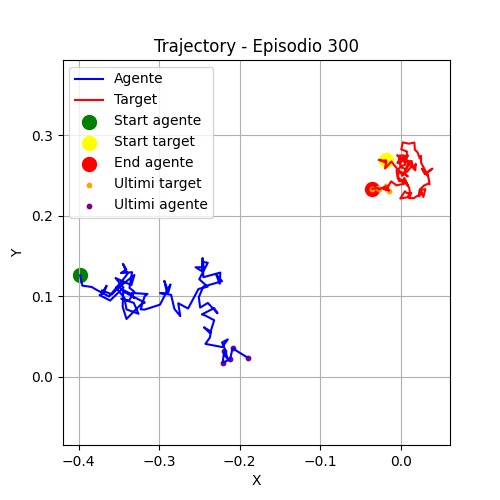 Trajectory - Episodio 300
Agente
Target
Start agente
Start target
End agente
Ultimi target
Ultimi agente
Y
0.3
0.2
0.1
0.0
−0.4
−0.3
−0.2
−0.1
0.0
X